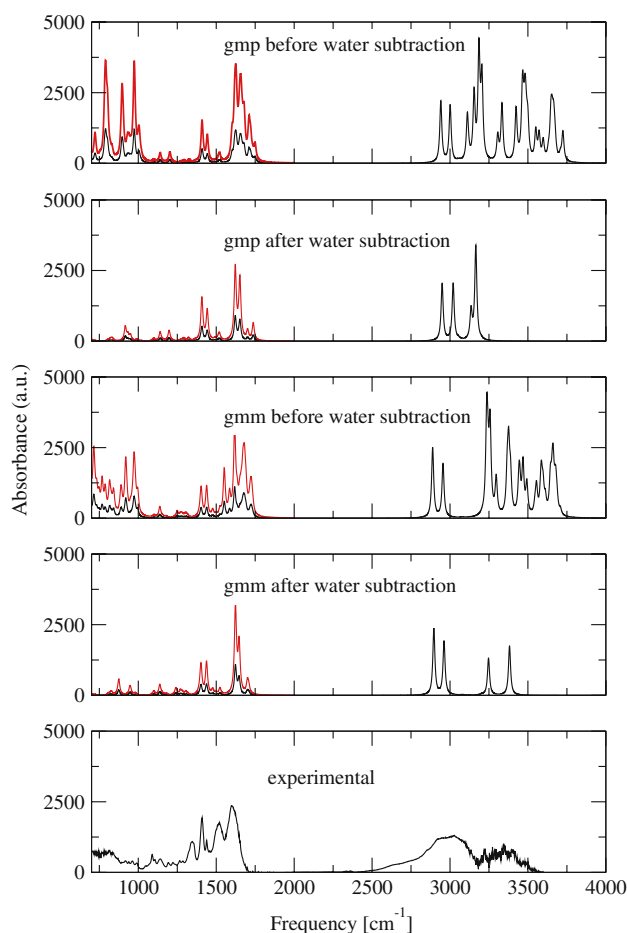 5000
gmp before water subtraction
2500
0
5000
gmp after water subtraction
2500
0
5000
gmm before water subtraction
2500
0
5000
gmm after water subtraction
2500
0
5000
experimental
2500
0
1000 1500 2000 2500 3000 3500 4000
Frequency [cm⁻¹]
Absorbance (a.u.)